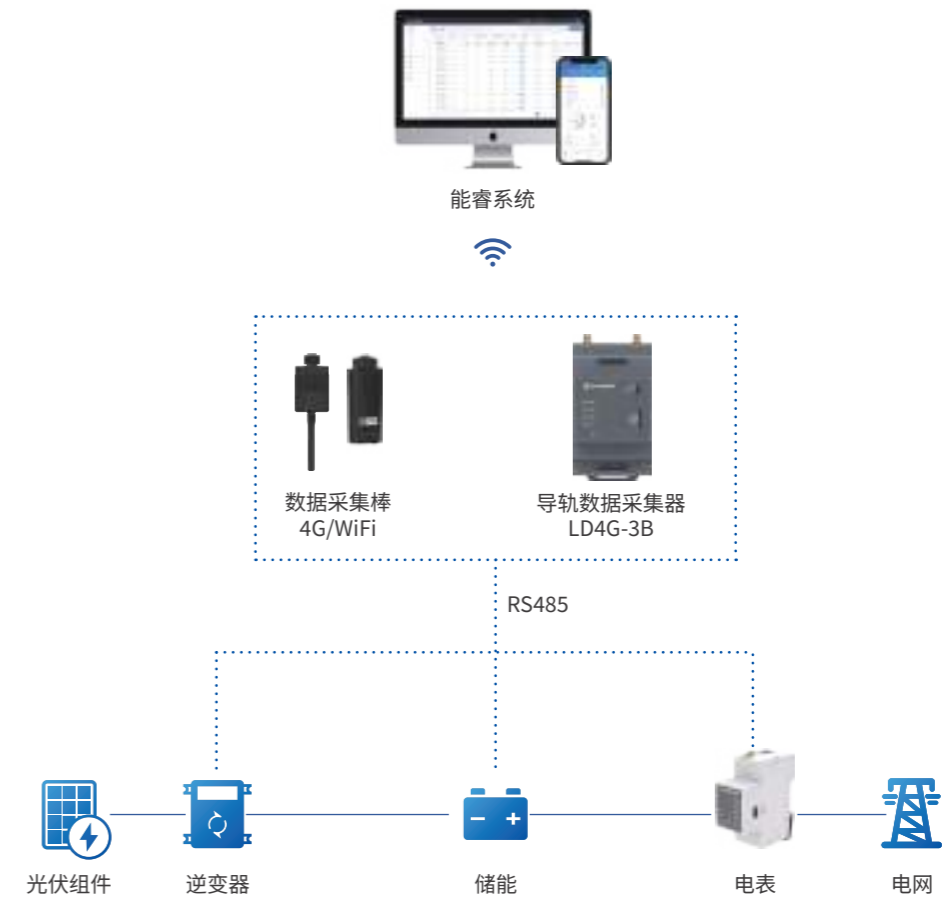 能睿系统
数据采集棒
4G/WiFi
导轨数据采集器
LD4G-3B
RS485
光伏组件
逆变器
储能
电表
电网